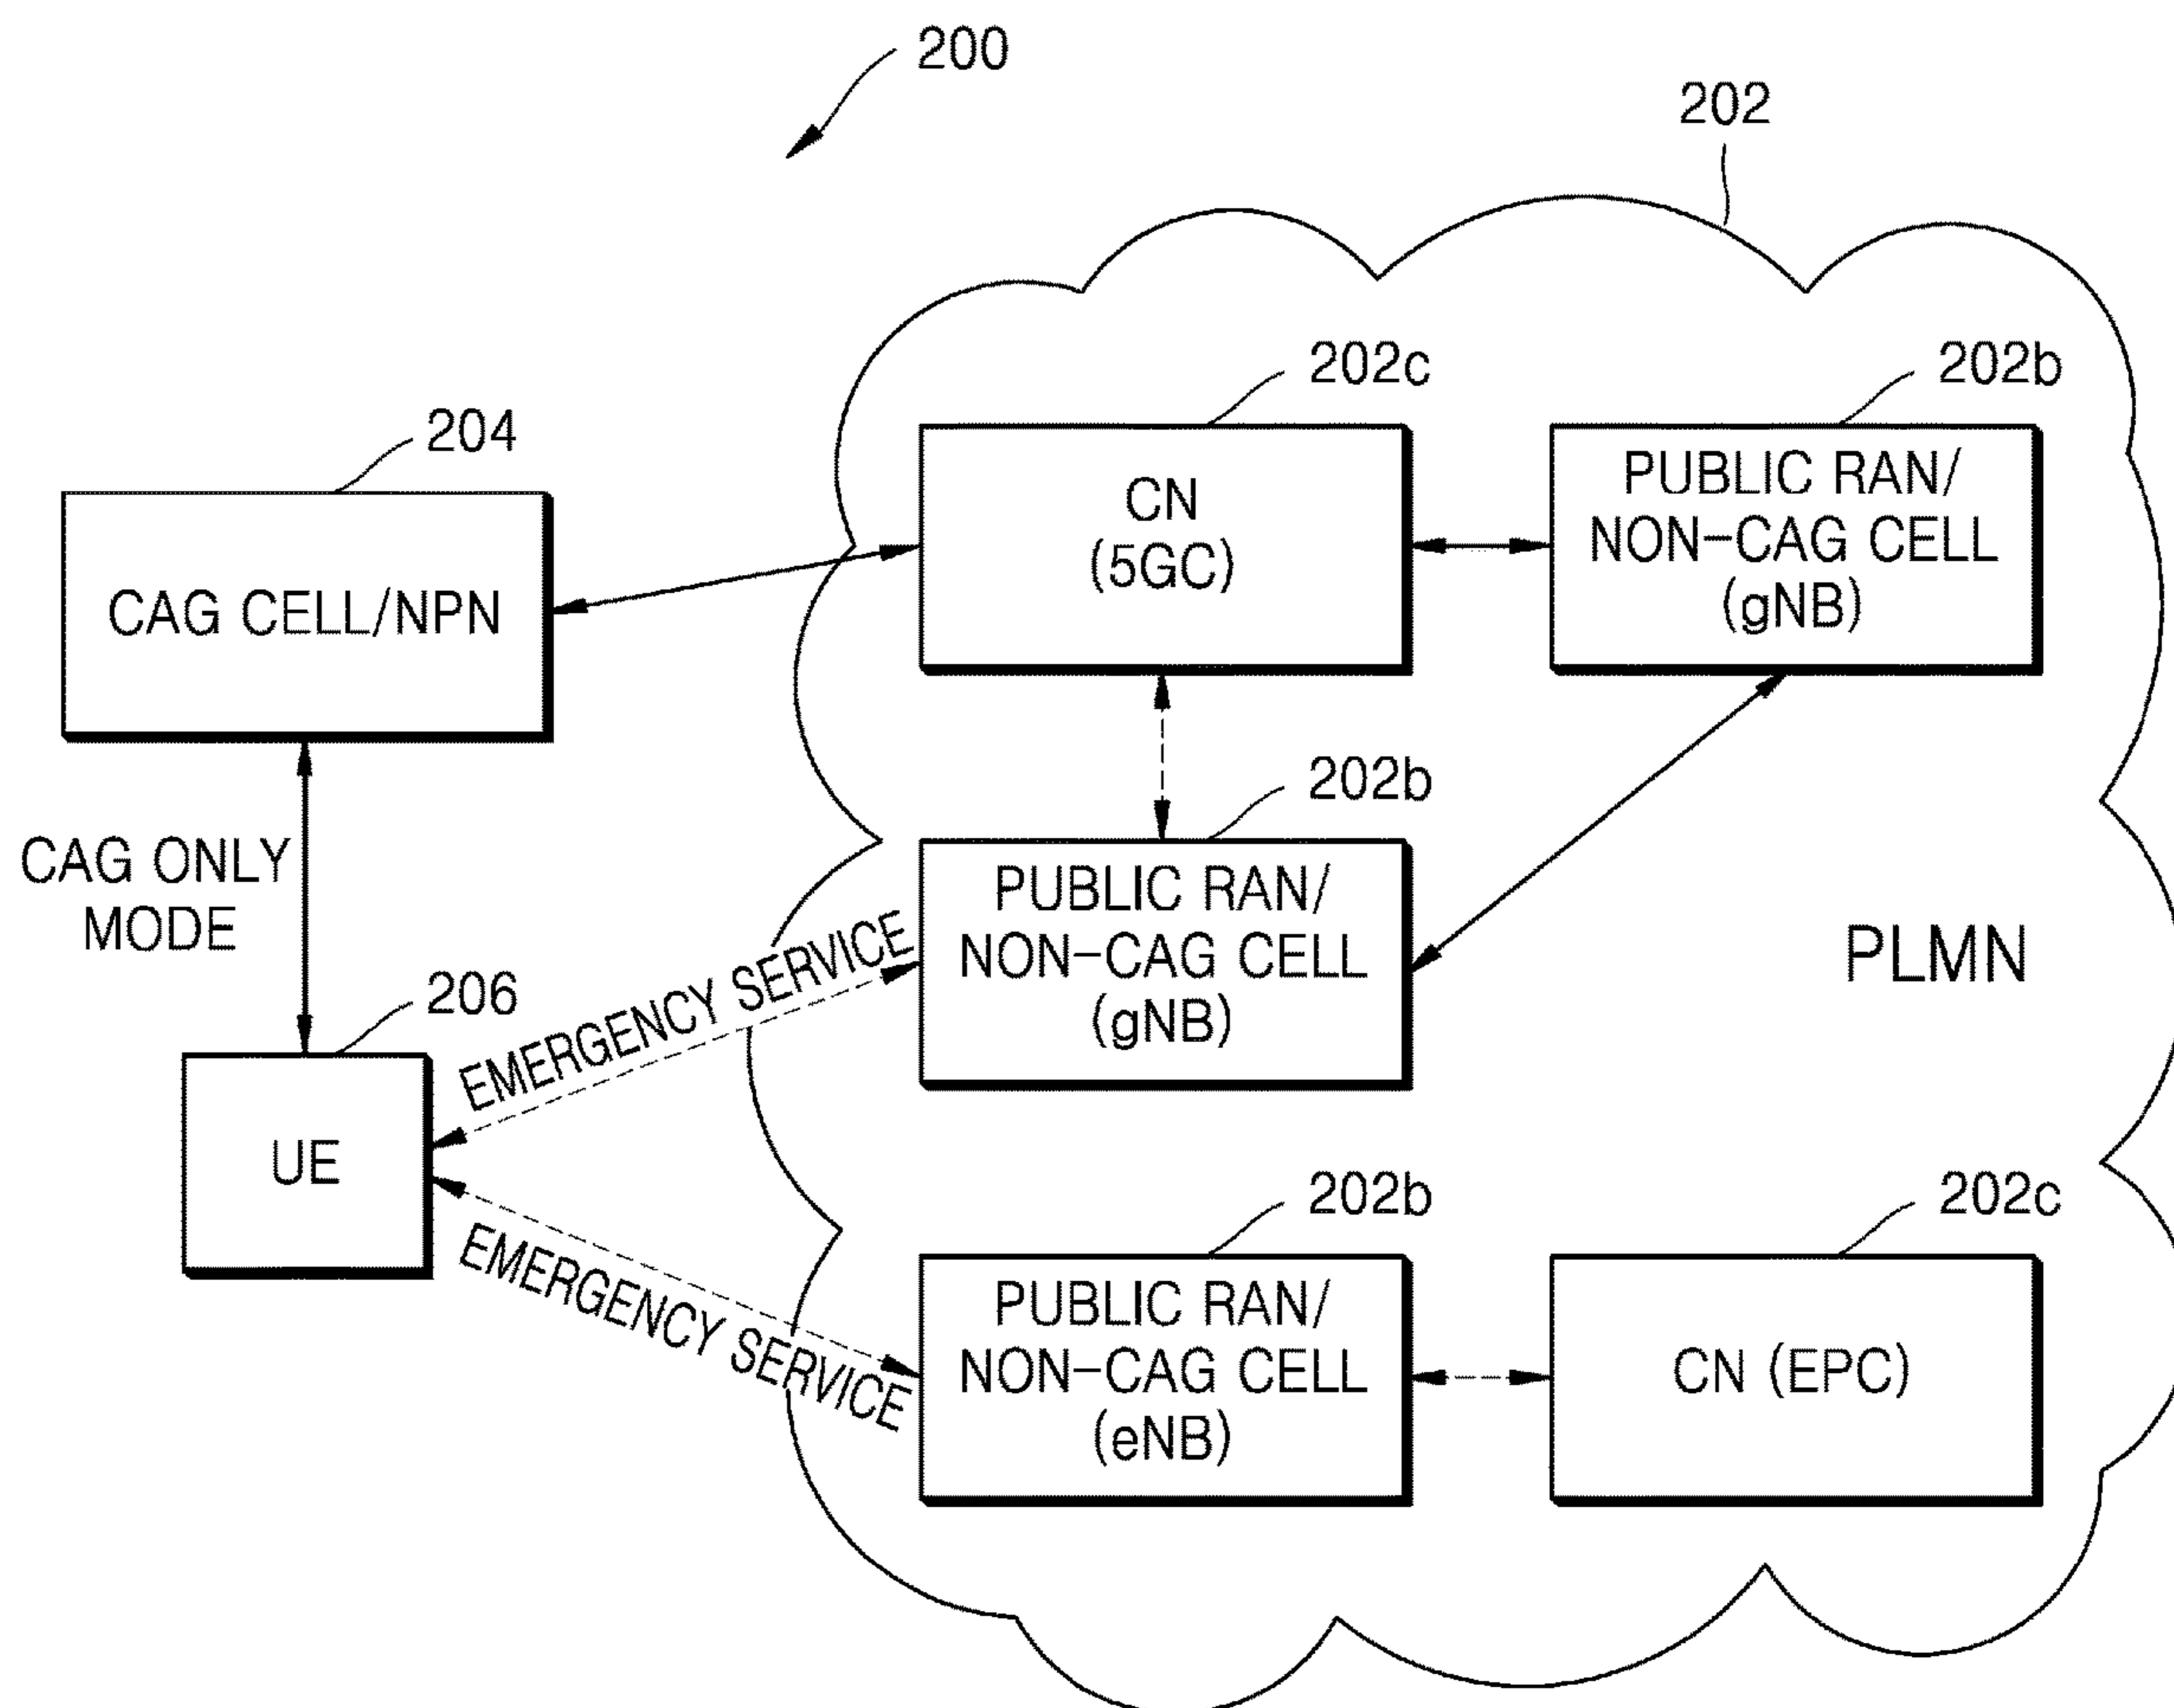 200
202
202c
202b
204
CN
(5GC)
PUBLIC RAN/
NON-CAG CELL
(gNB)
CAG CELL/NPN
202b
CAG ONLY
MODE
PUBLIC RAN/
NON-CAG CELL
(gNB)
PLMN
206
EMERGENCY SERVICE
UE
EMERGENCY SERVICE
202b
202c
PUBLIC RAN/
NON-CAG CELL
(eNB)
CN (EPC)